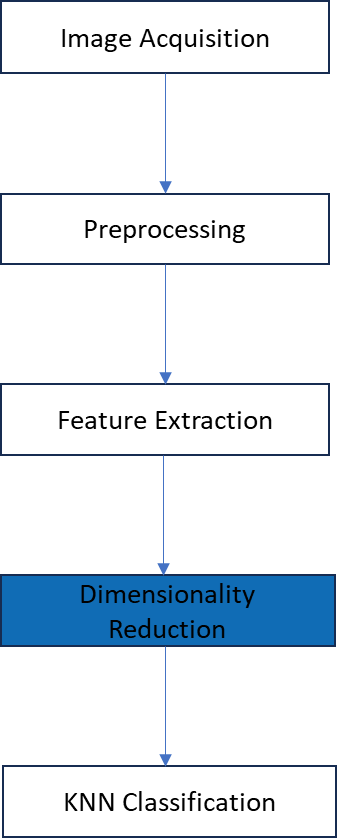 Image Acquisition
Preprocessing
Feature Extraction
Dimensionality
Reduction
KNN Classification